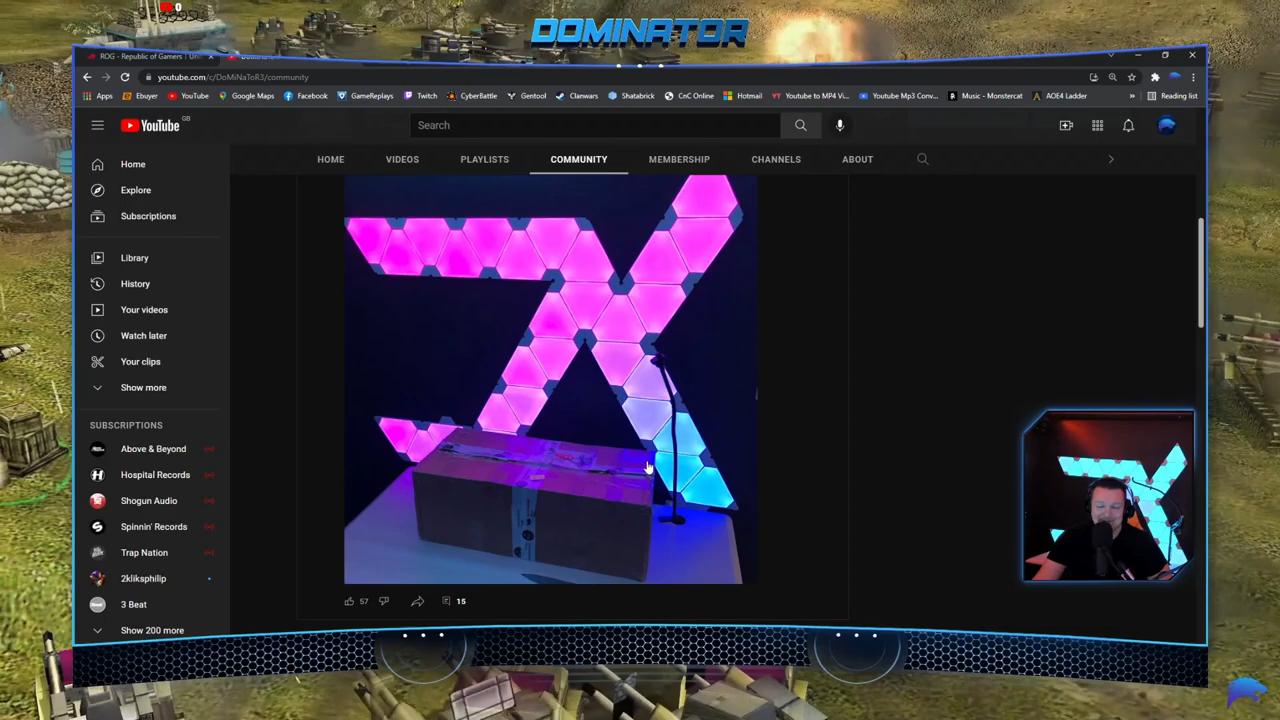 0
DOMINATOR
ROG - Republic of Gamers | Uni
youtube.com/c/DoMiNaToR3/community
Apps Ebuyer YouTube Google Maps Facebook GameReplays Twitch CyberBattle Gentool Clanwars Shatabrick CnC Online Hotmail Youtube to MP4 Vi... Youtube Mp3 Conv... Music - Monstercat AOE4 Ladder » Reading list
YouTube GB
Search
HOME VIDEOS PLAYLISTS COMMUNITY MEMBERSHIP CHANNELS ABOUT
Home
Explore
Subscriptions
Library
History
Your videos
Watch later
Your clips
Show more
SUBSCRIPTIONS
Above & Beyond
Hospital Records
Shogun Audio
Spinnin' Records
Trap Nation
2kliksphilip
3 Beat
Show 200 more
57 15